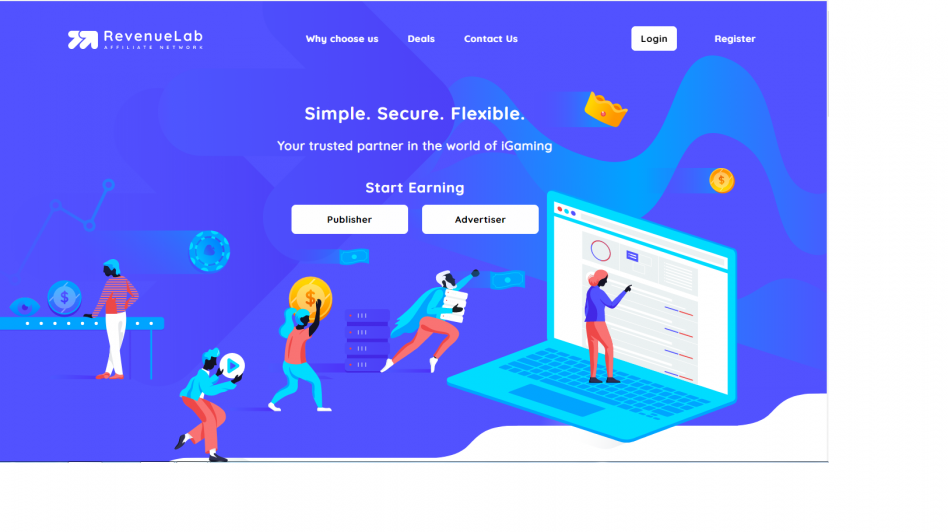 RevenueLab
AFFILIATE NETWORK
Why choose us
Deals
Contact Us
Login
Register
Simple. Secure. Flexible.
Your trusted partner in the world of iGaming
Start Earning
Publisher
Advertiser
$
$
$